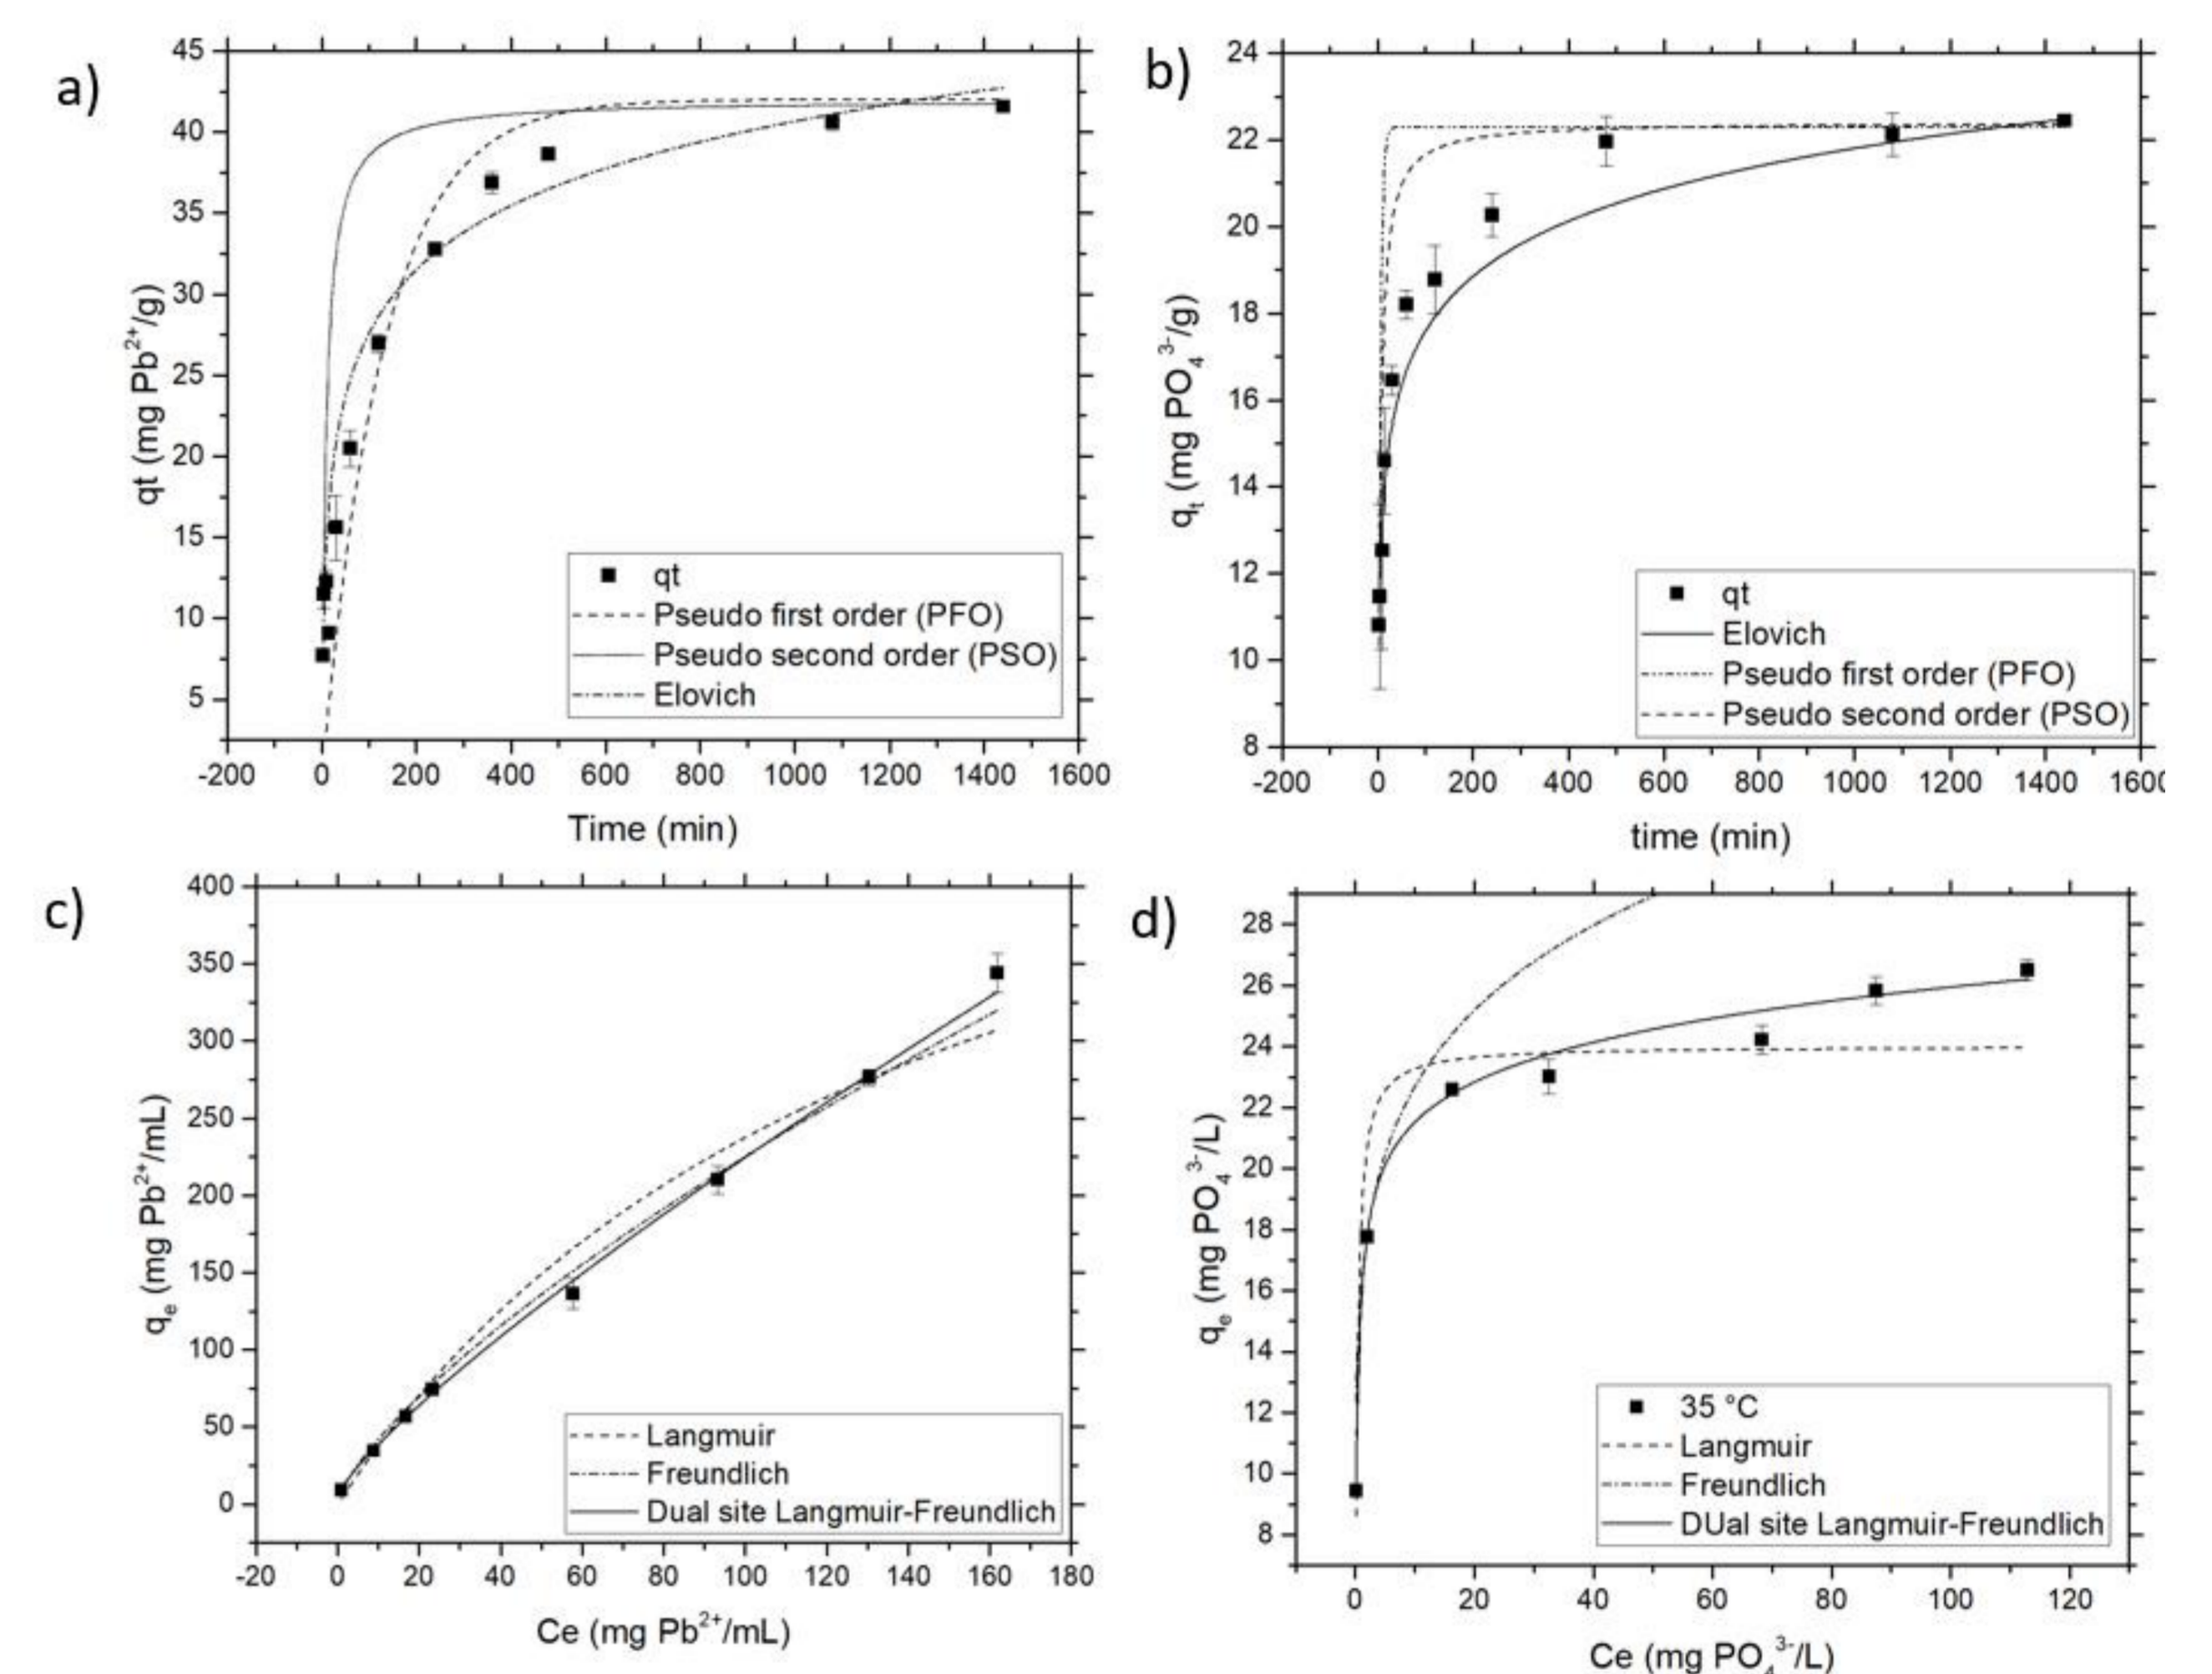 a)
45
40
35
30
25
20
15
10
5
qt (mg Pb²⁺/g)
qt
Pseudo first order (PFO)
Pseudo second order (PSO)
Elovich
-200 0 200 400 600 800 1000 1200 1400 1600
Time (min)
b)
24
22
20
18
16
14
12
10
8
qₜ (mg PO₄³⁻/g)
qt
Elovich
Pseudo first order (PFO)
Pseudo second order (PSO)
-200 0 200 400 600 800 1000 1200 1400 1600
time (min)
c)
400
350
300
250
200
150
100
50
0
qₑ (mg Pb²⁺/mL)
Langmuir
Freundlich
Dual site Langmuir-Freundlich
-20 0 20 40 60 80 100 120 140 160 180
Ce (mg Pb²⁺/mL)
d)
28
26
24
22
20
18
16
14
12
10
8
qₑ (mg PO₄³⁻/L)
35 °C
Langmuir
Freundlich
DUal site Langmuir-Freundlich
0 20 40 60 80 100 120
Ce (mg PO₄³⁻/L)